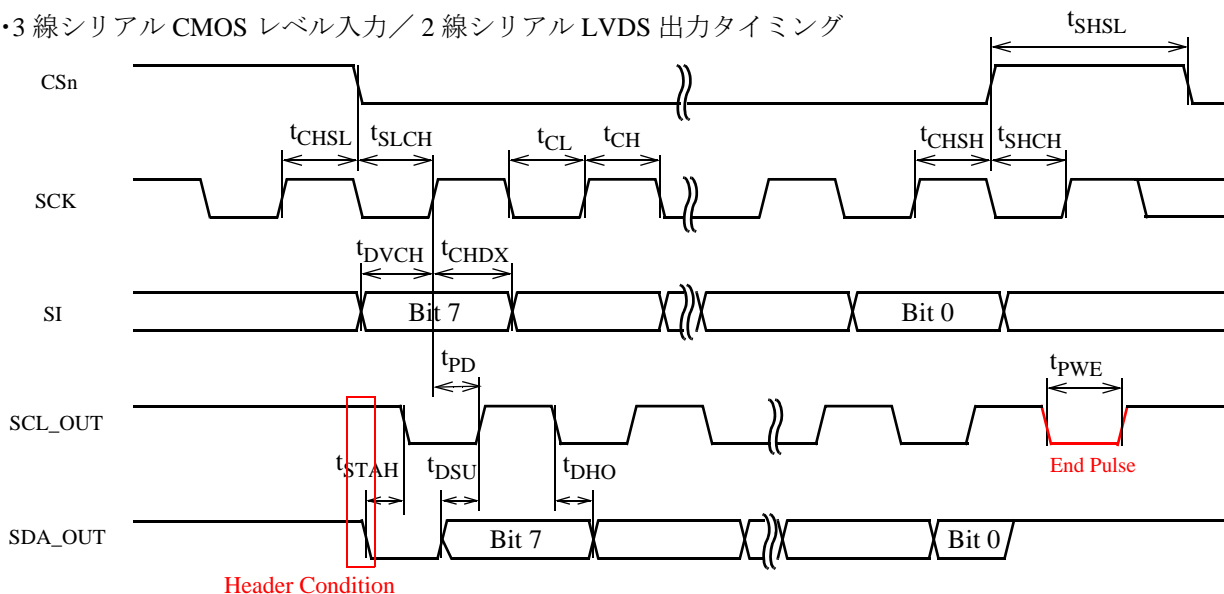 ・3 線シリアル CMOS レベル入力／ 2 線シリアル LVDS 出力タイミング
tSHSL
CSn
tCHSL tSLCH tCL tCH tCHSH tSHCH
SCK
tDVCH tCHDX
SI Bit 7 Bit 0
tPD tPWE
SCL_OUT
End Pulse
tSTAH tDSU tDHO
SDA_OUT Bit 7 Bit 0
Header Condition